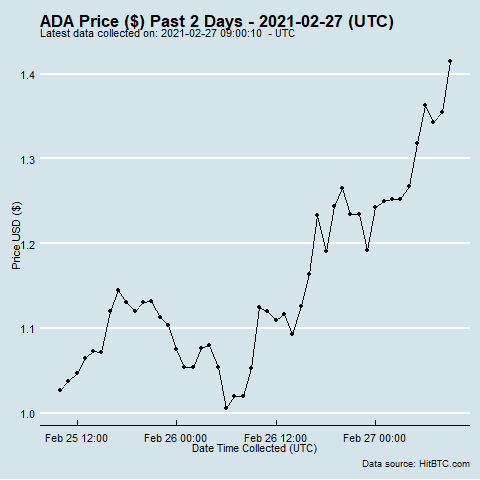 ADA Price ($) Past 2 Days - 2021-02-27 (UTC)
Latest data collected on: 2021-02-27 09:00:10  - UTC
1.4
1.3
1.2
1.1
1.0
Price USD ($)
Feb 25 12:00 Feb 26 00:00 Feb 26 12:00 Feb 27 00:00
Date Time Collected (UTC)
Data source: HitBTC.com